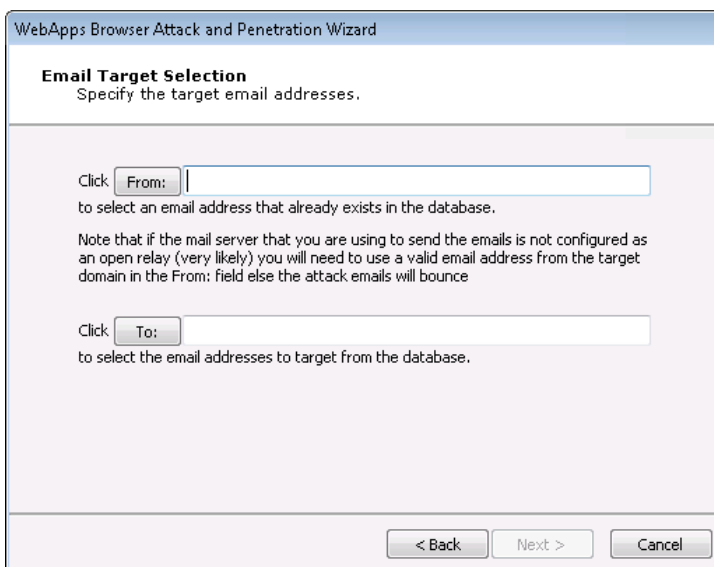 WebApps Browser Attack and Penetration Wizard
Email Target Selection
Specify the target email addresses.
Click From:
to select an email address that already exists in the database.
Note that if the mail server that you are using to send the emails is not configured as
an open relay (very likely) you will need to use a valid email address from the target
domain in the From: field else the attack emails will bounce
Click To:
to select the email addresses to target from the database.
< Back Next > Cancel